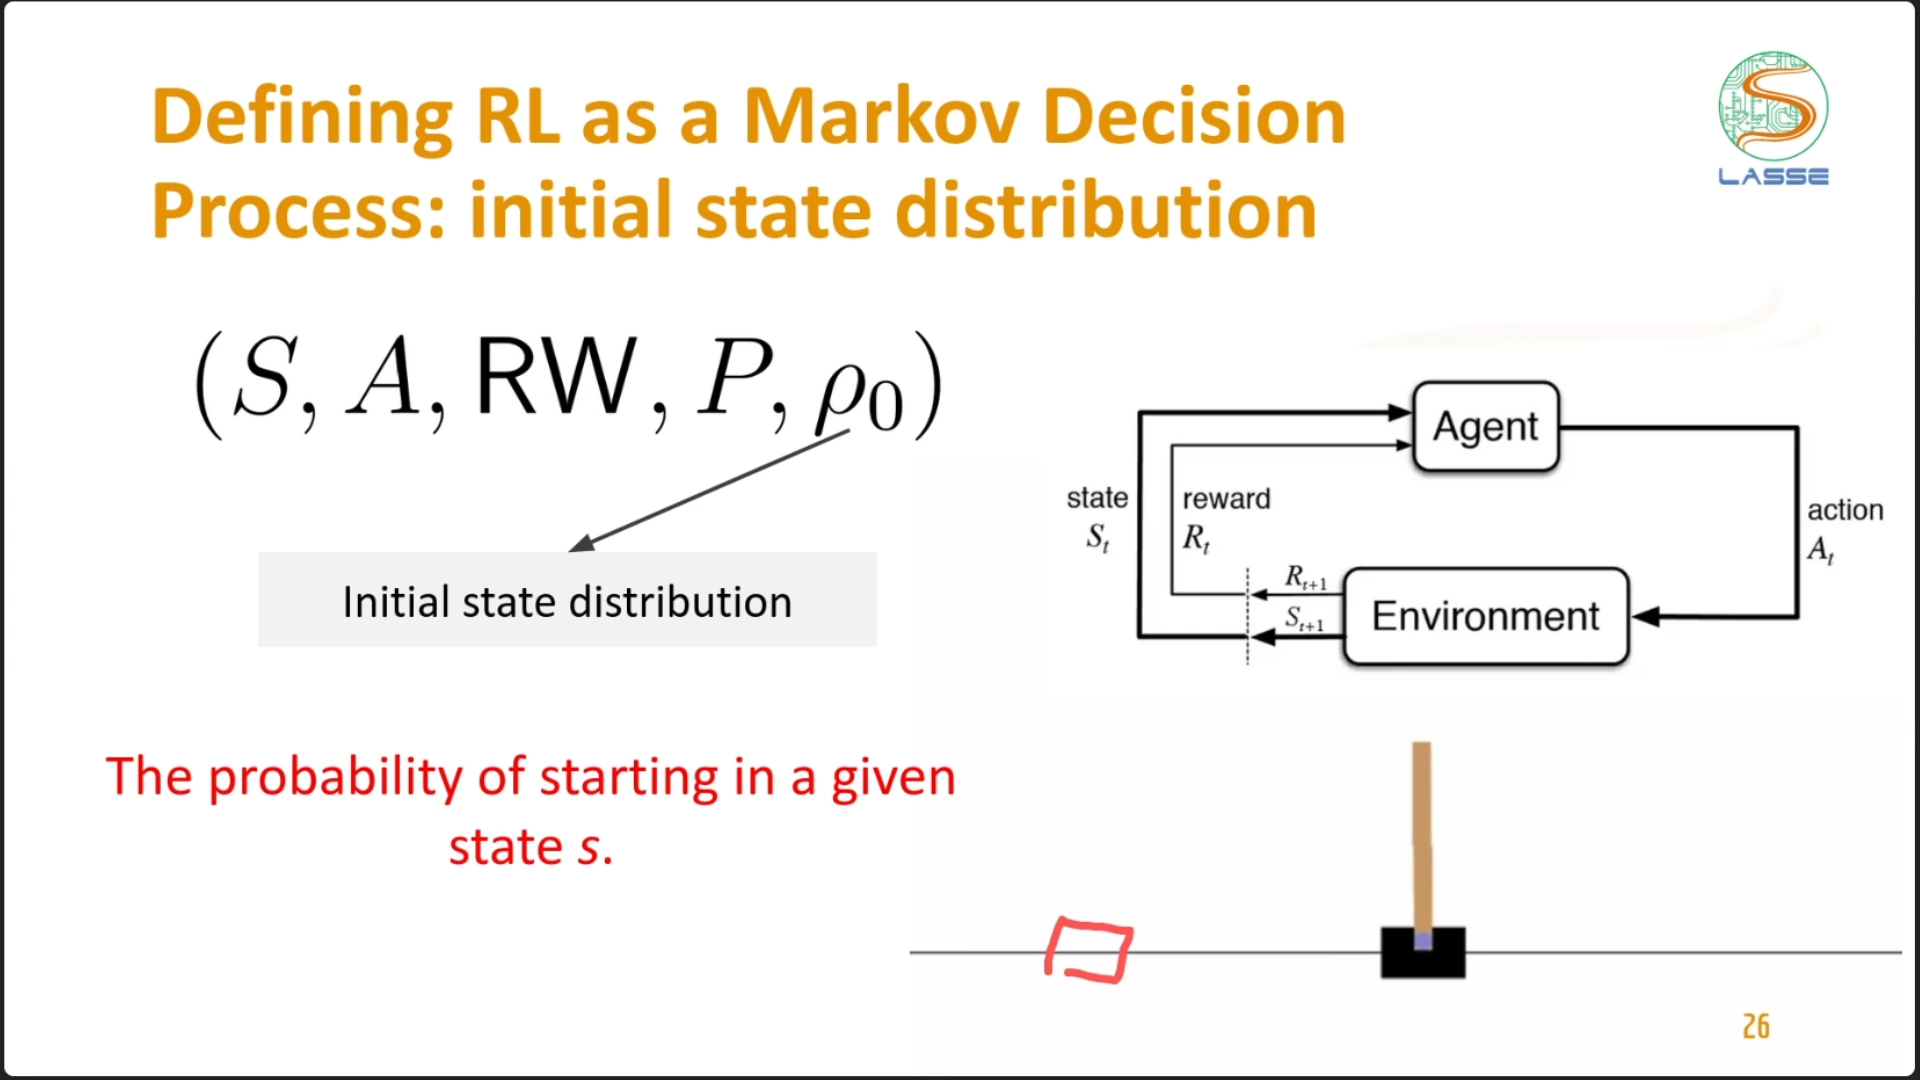 Defining RL as a Markov Decision
Process: initial state distribution
LASSE
(S, A, RW, P, ρ₀)
Initial state distribution
The probability of starting in a given
state s.
Agent
state
Sₜ
reward
Rₜ
action
Aₜ
Rₜ₊₁
Sₜ₊₁
Environment
26